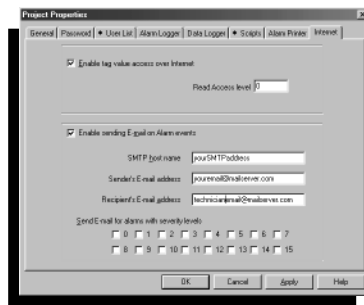 Project Properties
General Password User List Alarm Logger Data Logger Scripts Alarm Printer Internet
Enable tag value access over Internet
Read Access level 0
Enable sending E-mail on Alarm events
SMTP host name yourSMTPaddress
Sender's E-mail address youremail@mailserver.com
Recipient's E-mail address technicianemail@mailserver.com
Send E-mail for alarms with severity levels
0 1 2 3 4 5 6 7
8 9 10 11 12 13 14 15
OK Cancel Apply Help